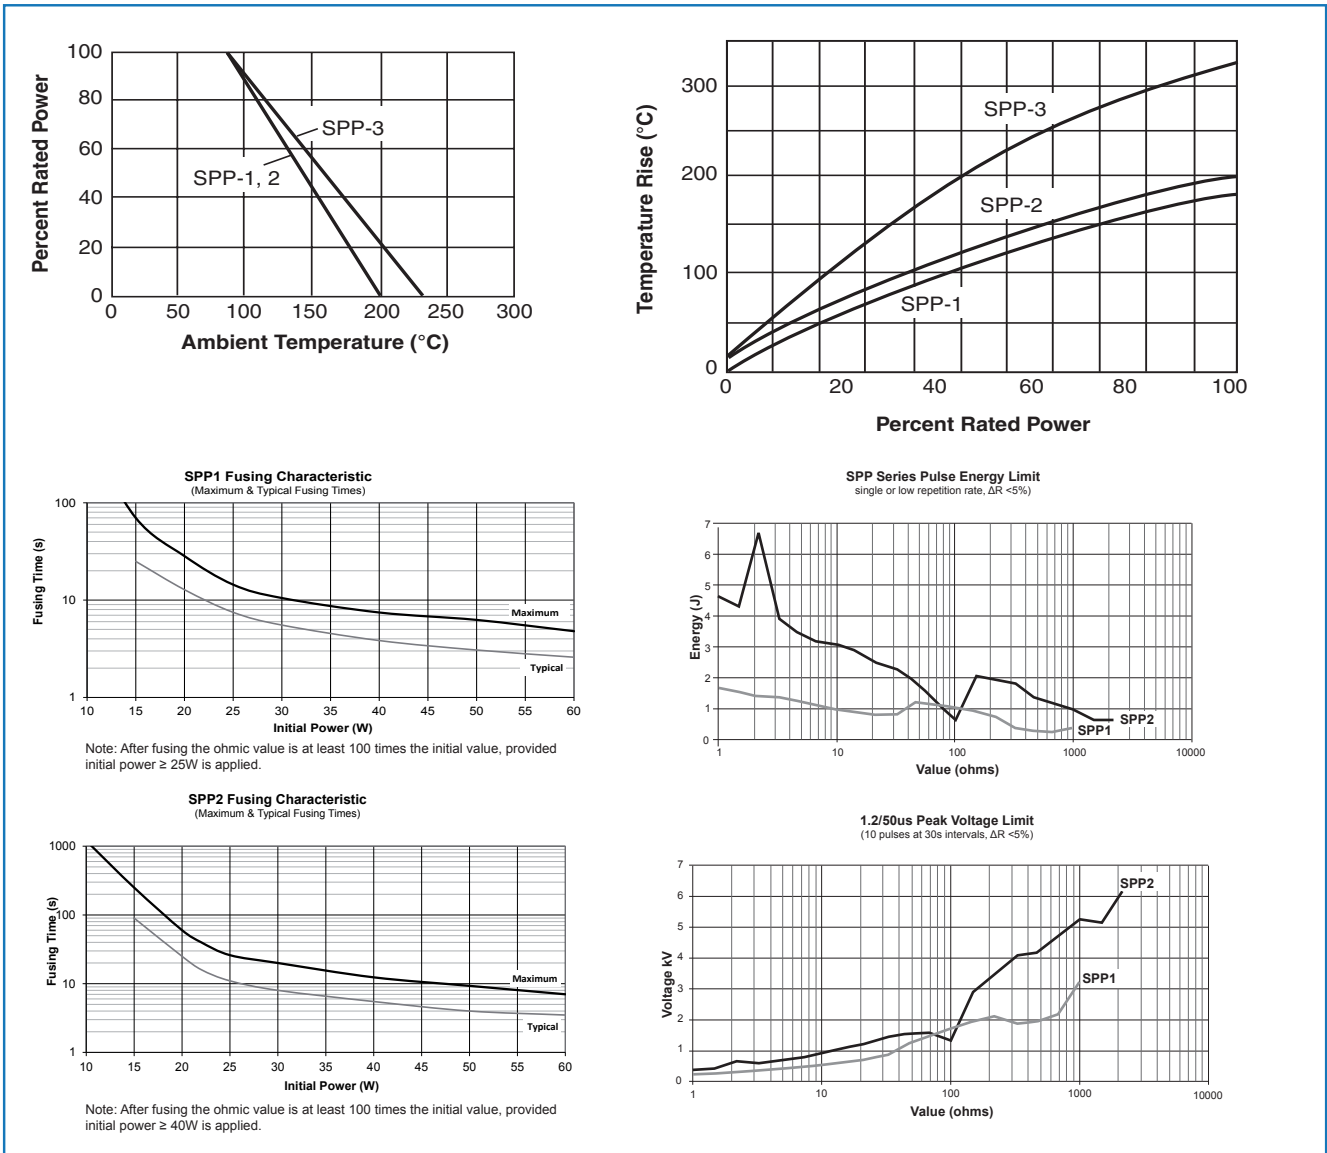 100
80
60
40
20
0
Percent Rated Power
SPP-3
SPP-1, 2
0 50 100 150 200 250 300
Ambient Temperature (°C)
300
200
100
0
Temperature Rise (°C)
SPP-3
SPP-2
SPP-1
0 20 40 60 80 100
Percent Rated Power
SPP1 Fusing Characteristic
(Maximum & Typical Fusing Times)
100
10
1
Fusing Time (s)
Maximum
Typical
10 15 20 25 30 35 40 45 50 55 60
Initial Power (W)
Note: After fusing the ohmic value is at least 100 times the initial value, provided
initial power ≥ 25W is applied.
SPP Series Pulse Energy Limit
single or low repetition rate, ΔR <5%)
7
6
5
4
3
2
1
0
Energy (J)
SPP2
SPP1
1 10 100 1000 10000
Value (ohms)
SPP2 Fusing Characteristic
(Maximum & Typical Fusing Times)
1000
100
10
1
Fusing Time (s)
Maximum
Typical
10 15 20 25 30 35 40 45 50 55 60
Initial Power (W)
Note: After fusing the ohmic value is at least 100 times the initial value, provided
initial power ≥ 40W is applied.
1.2/50us Peak Voltage Limit
(10 pulses at 30s intervals, ΔR <5%)
7
6
5
4
3
2
1
0
Voltage kV
SPP2
SPP1
1 10 100 1000 10000
Value (ohms)